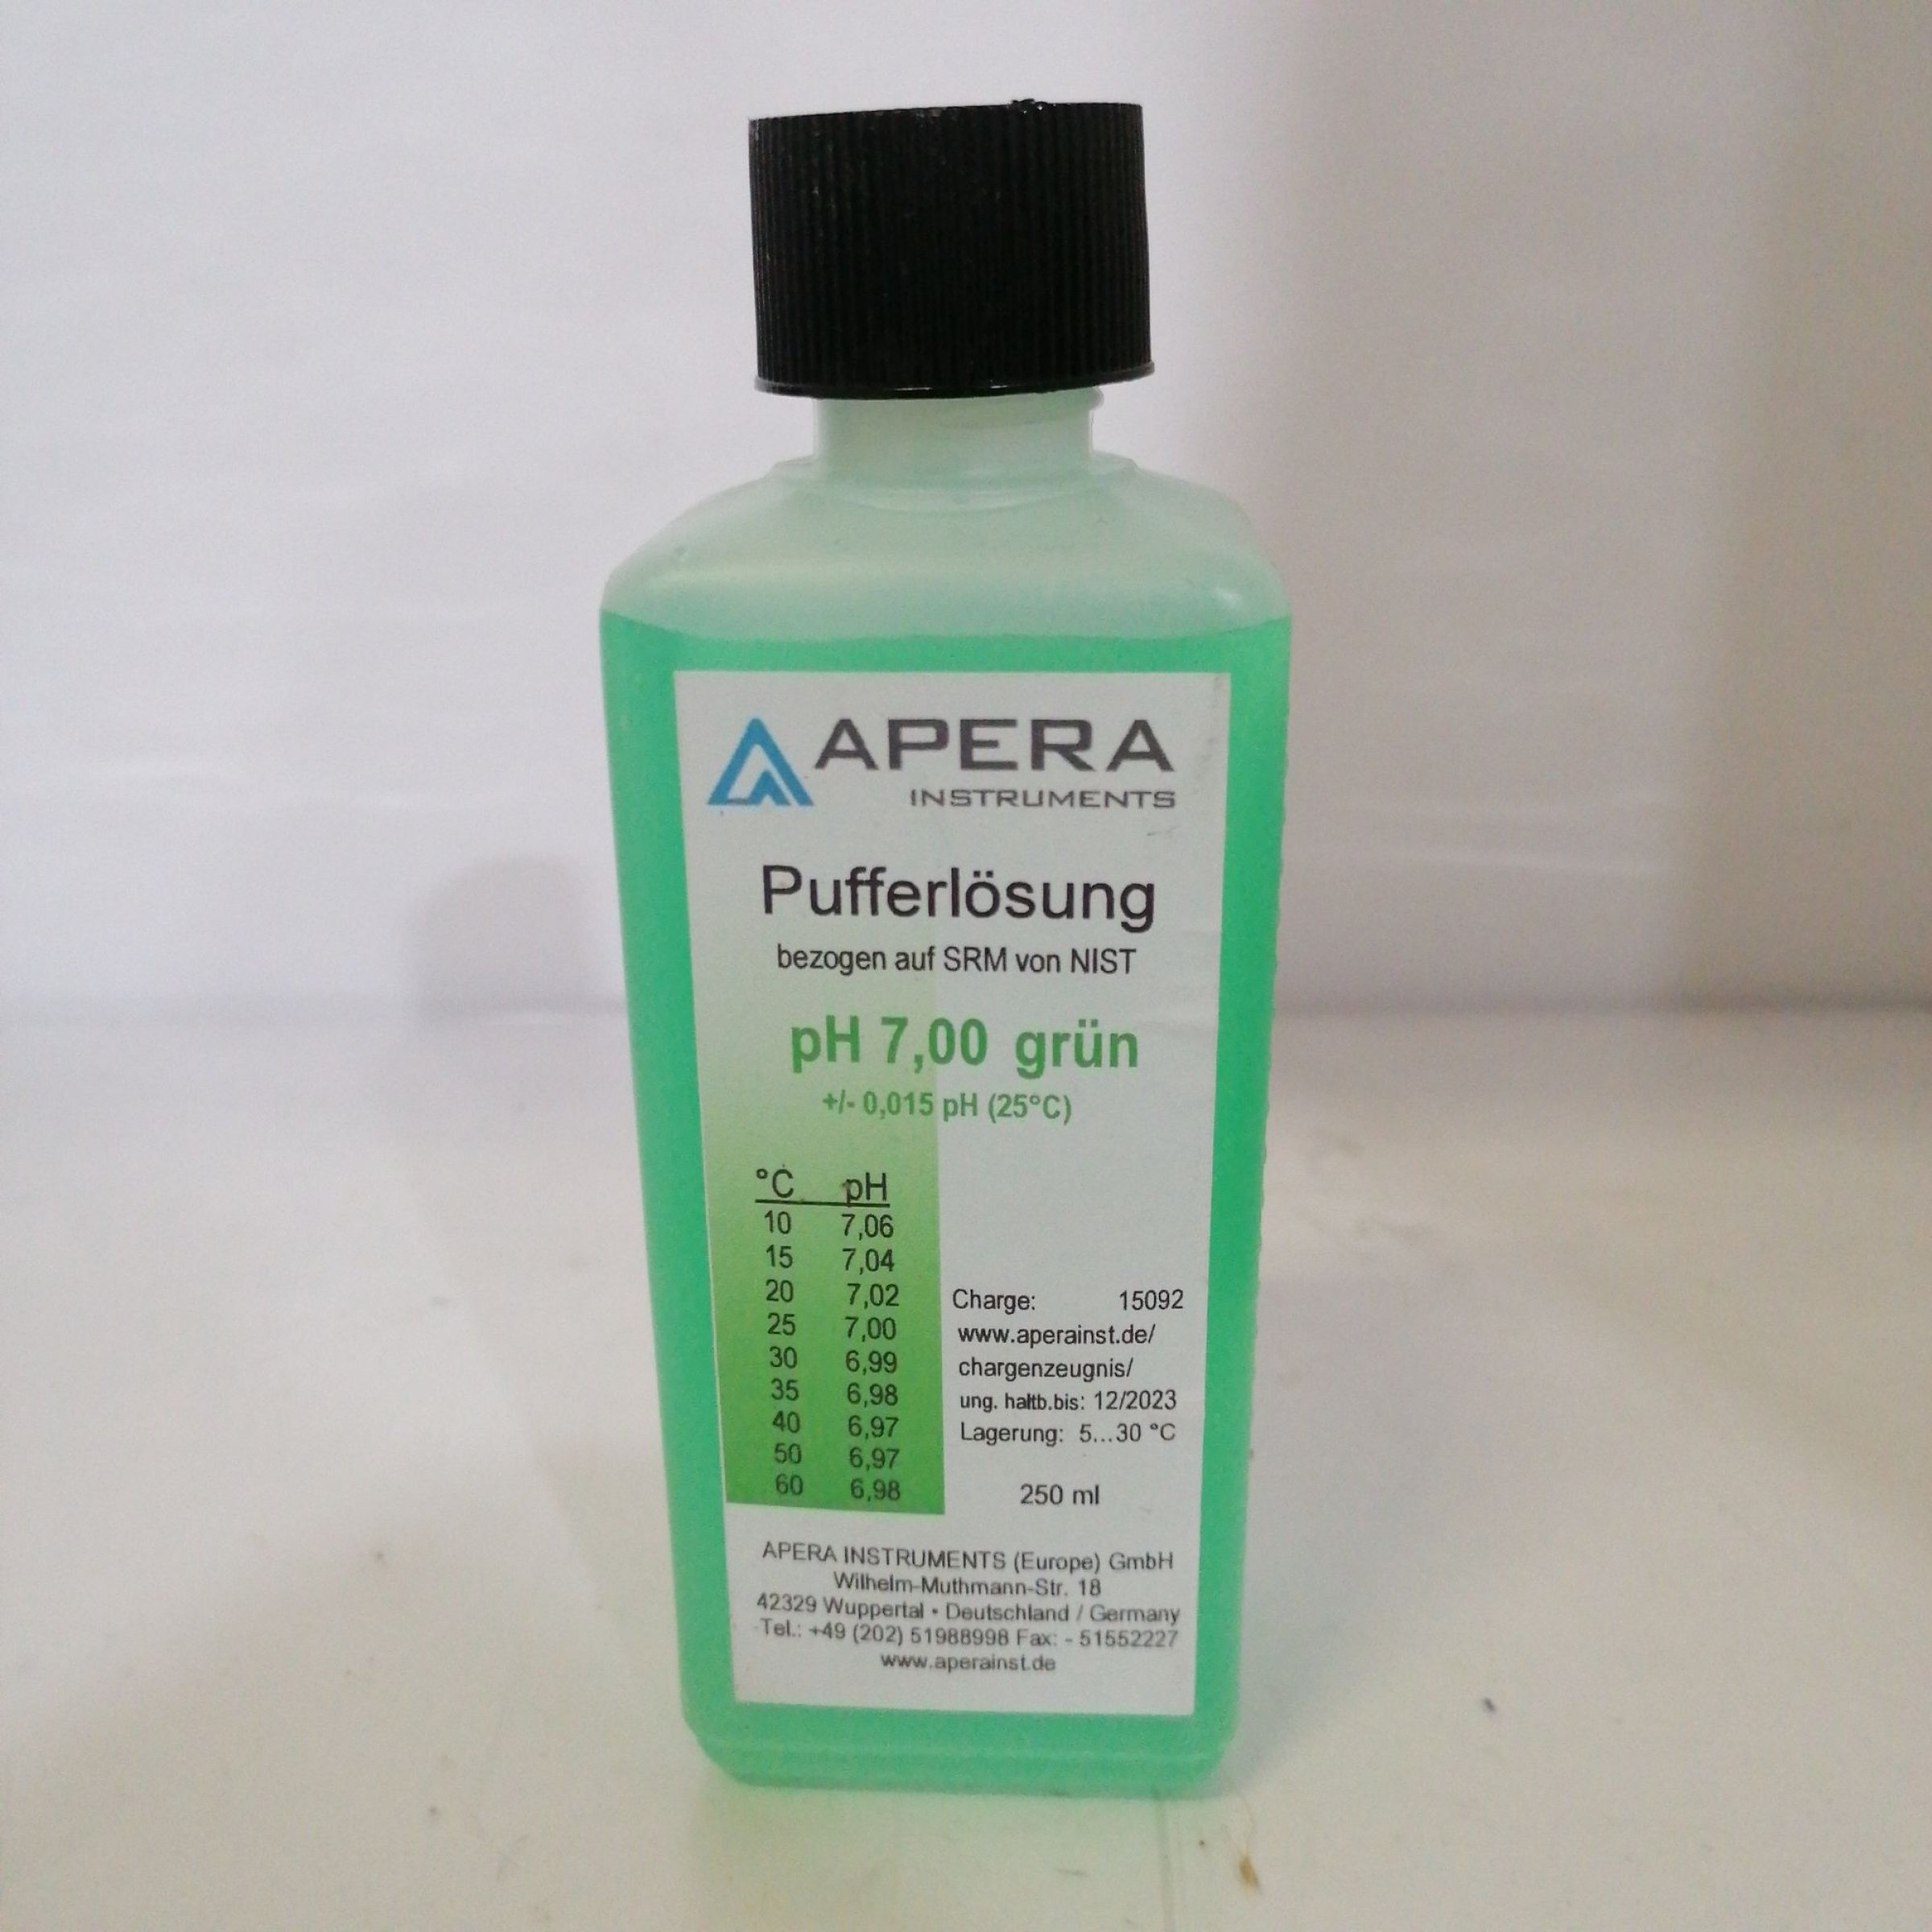 APERA
INSTRUMENTS
Pufferlösung
bezogen auf SRM von NIST
pH 7,00 grün
+/- 0,015 pH (25°C)
°C pH
10 7,06
15 7,04
20 7,02
25 7,00
30 6,99
35 6,98
40 6,97
50 6,97
60 6,98
Charge: 15092
www.aperainst.de/
chargenzeugnis/
ung. haltb.bis: 12/2023
Lagerung: 5...30 °C
250 ml
APERA INSTRUMENTS (Europe) GmbH
Wilhelm-Muthmann-Str. 18
42329 Wuppertal • Deutschland / Germany
Tel.: +49 (202) 51988998 Fax: - 51552227
www.aperainst.de